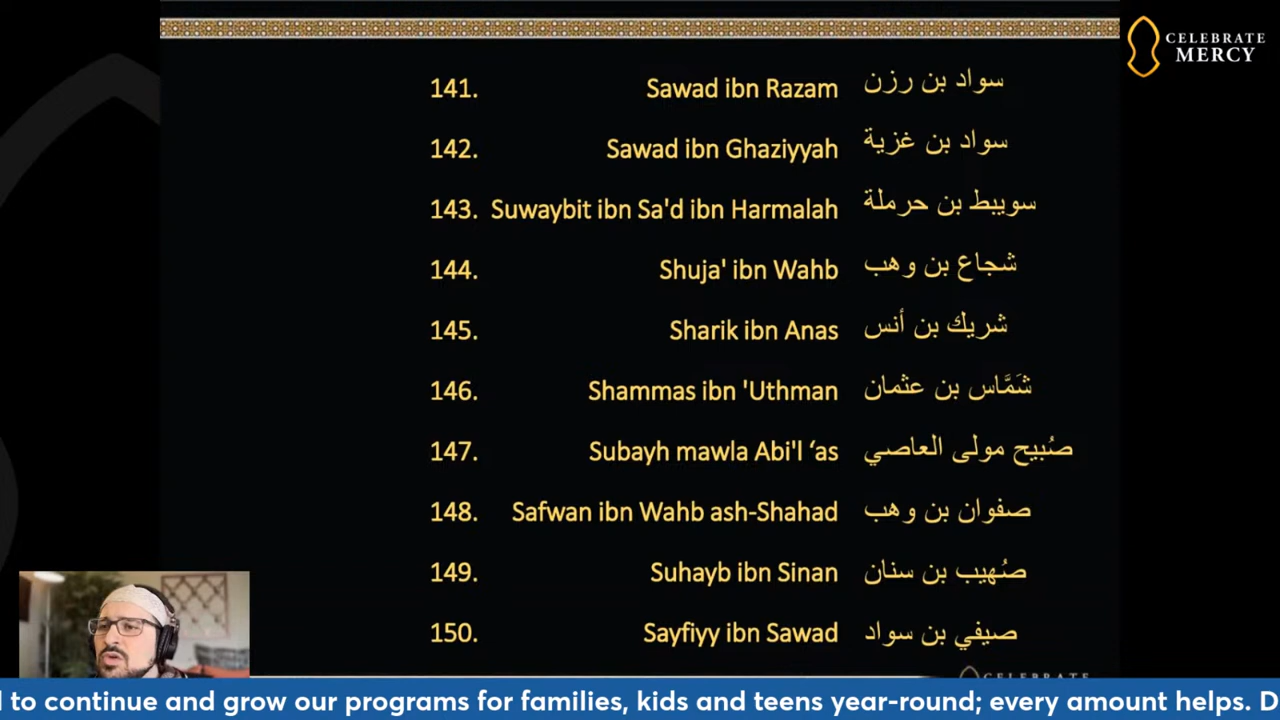 CELEBRATE
MERCY
141. Sawad ibn Razam سواد بن رزن
142. Sawad ibn Ghaziyyah سواد بن غزية
143. Suwaybit ibn Sa'd ibn Harmalah سويبط بن حرملة
144. Shuja' ibn Wahb شجاع بن وهب
145. Sharik ibn Anas شريك بن أنس
146. Shammas ibn 'Uthman شَمَّاس بن عثمان
147. Subayh mawla Abi'l ‘as صُبيح مولى العاصي
148. Safwan ibn Wahb ash-Shahad صفوان بن وهب
149. Suhayb ibn Sinan صُهيب بن سنان
150. Sayfiyy ibn Sawad صيفي بن سواد
CELEBRATE
to continue and grow our programs for families, kids and teens year-round; every amount helps. D